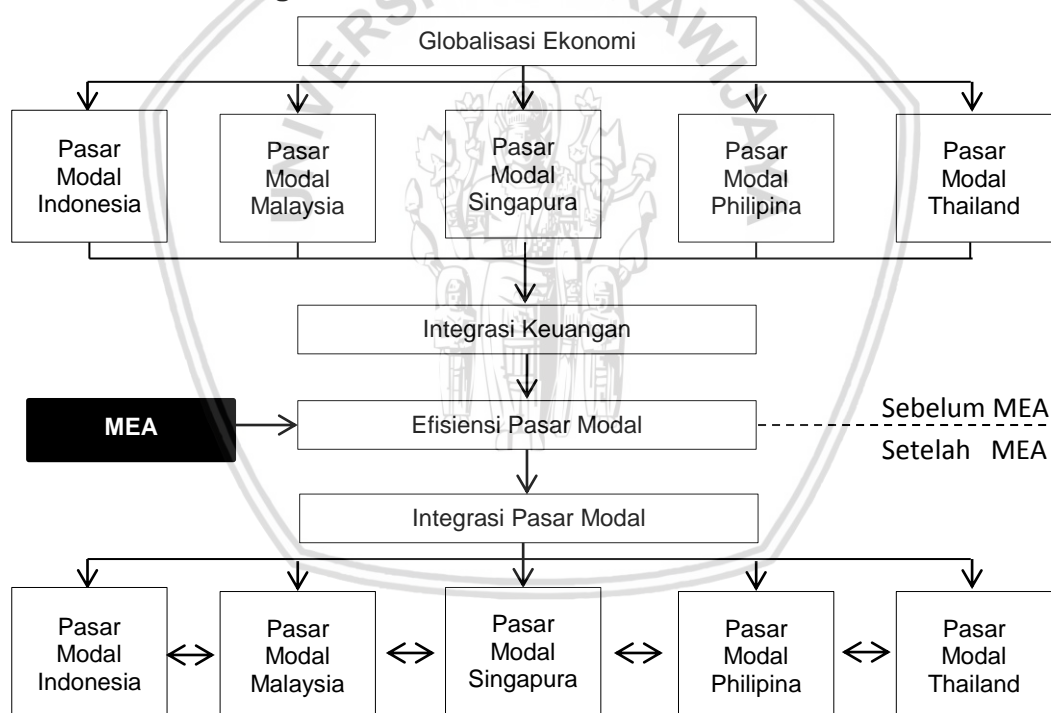 Globalisasi Ekonomi
Pasar
Modal
Indonesia
Pasar
Modal
Malaysia
Pasar
Modal
Singapura
Pasar
Modal
Philipina
Pasar
Modal
Thailand
Integrasi Keuangan
MEA
Efisiensi Pasar Modal
Sebelum MEA
Setelah MEA
Integrasi Pasar Modal
Pasar
Modal
Indonesia
Pasar
Modal
Malaysia
Pasar
Modal
Singapura
Pasar
Modal
Philipina
Pasar
Modal
Thailand